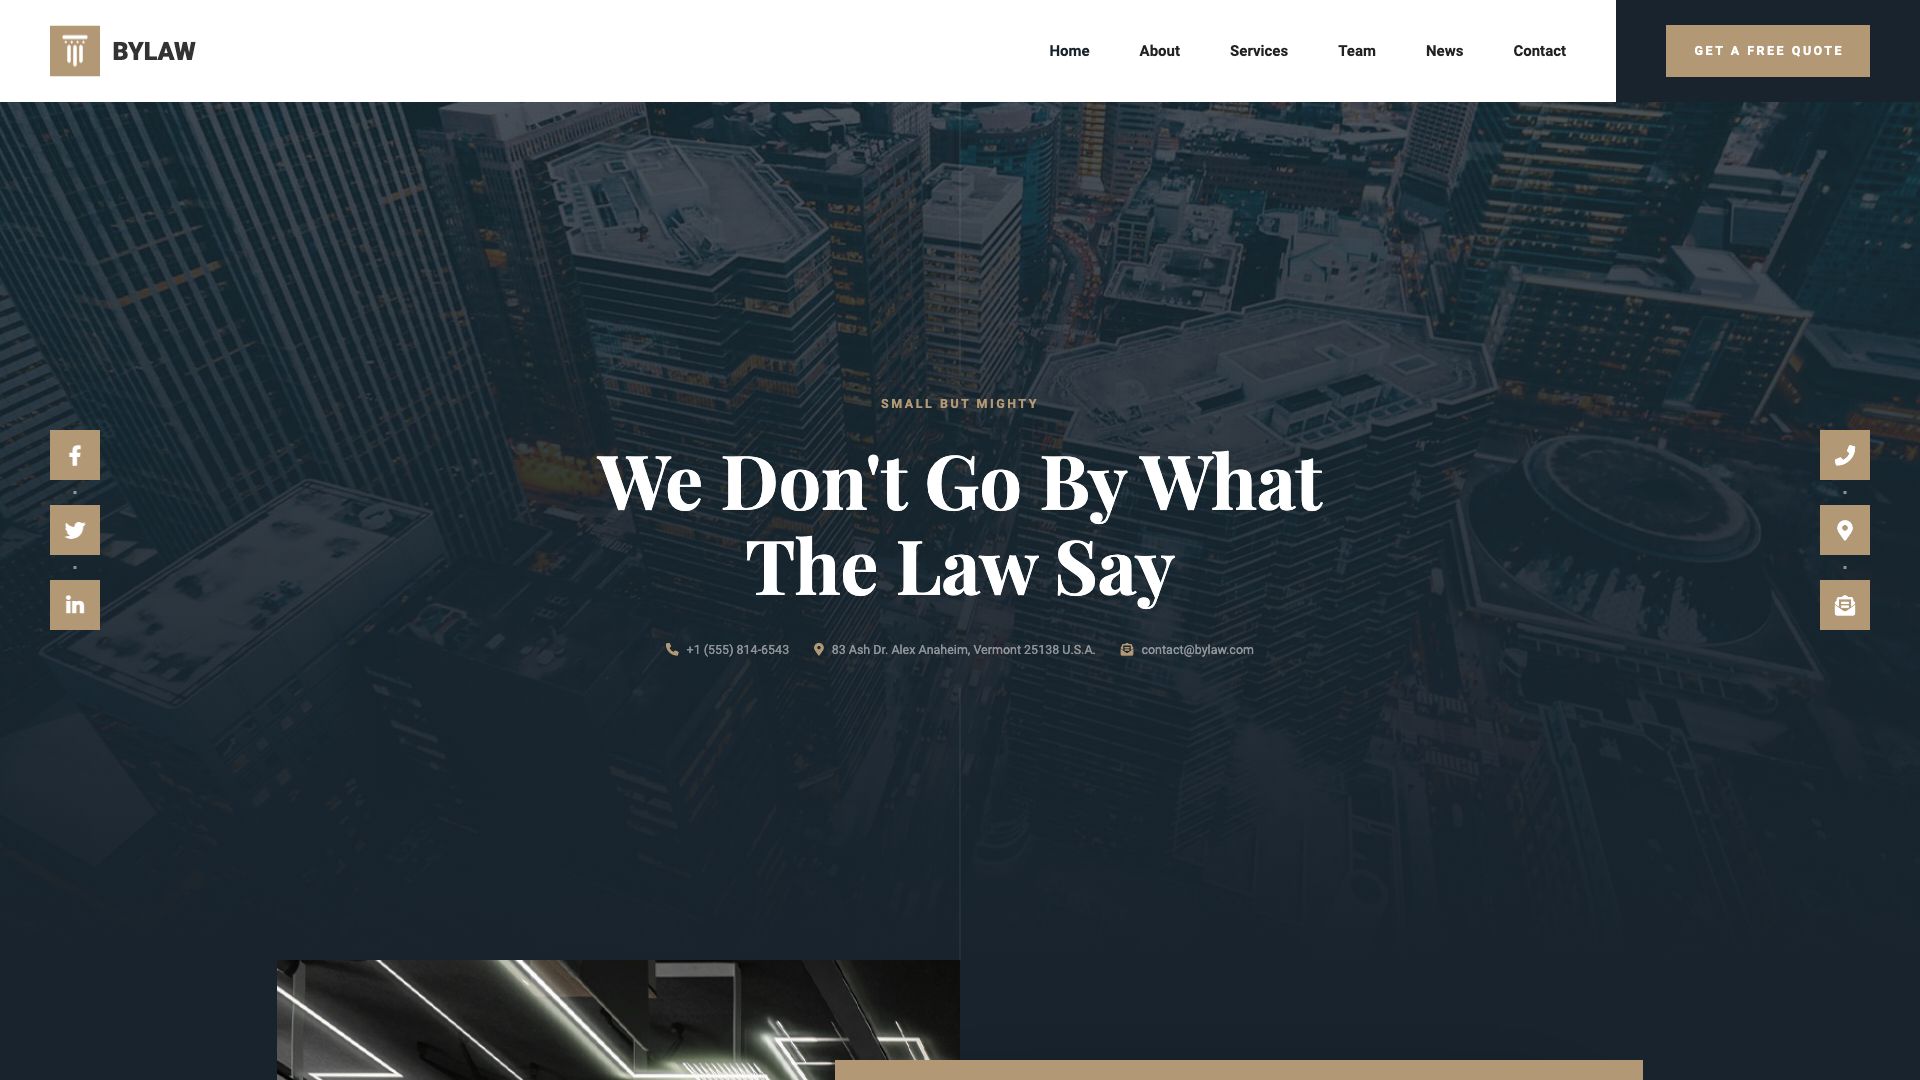 BYLAW
Home
About
Services
Team
News
Contact
GET A FREE QUOTE
SMALL BUT MIGHTY
We Don't Go By What
The Law Say
+1 (555) 814-6543
83 Ash Dr. Alex Anaheim, Vermont 25138 U.S.A.
contact@bylaw.com